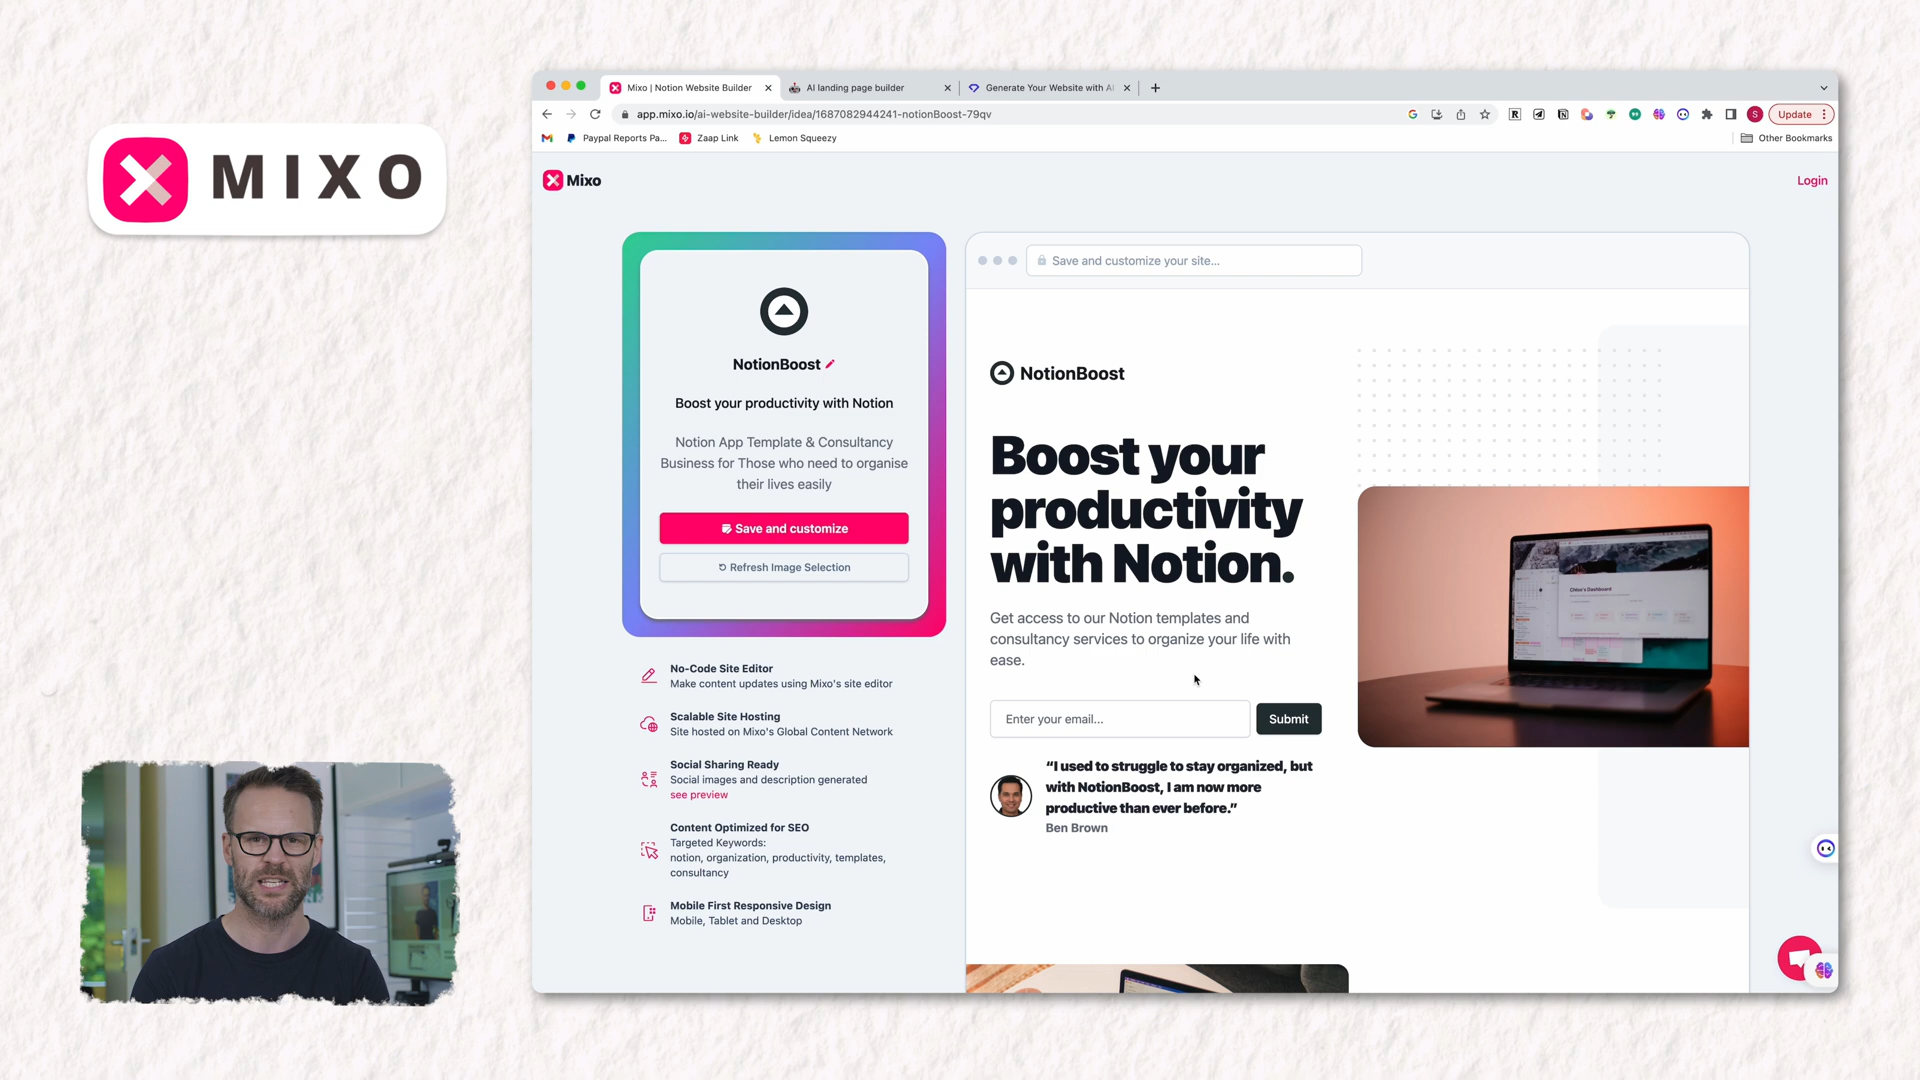 MIXO
Mixo | Notion Website Builder
AI landing page builder
Generate Your Website with AI
app.mixo.io/ai-website-builder/idea/1687082944241-notionBoost-79qv
S
Update
Paypal Reports Pa...
Zaap Link
Lemon Squeezy
Other Bookmarks
Mixo
Login
NotionBoost
Boost your productivity with Notion
Notion App Template & Consultancy
Business for Those who need to organise
their lives easily
Save and customize
Refresh Image Selection
No-Code Site Editor
Make content updates using Mixo's site editor
Scalable Site Hosting
Site hosted on Mixo's Global Content Network
Social Sharing Ready
Social images and description generated
see preview
Content Optimized for SEO
Targeted Keywords:
notion, organization, productivity, templates,
consultancy
Mobile First Responsive Design
Mobile, Tablet and Desktop
Save and customize your site...
NotionBoost
Boost your
productivity
with Notion.
Get access to our Notion templates and
consultancy services to organize your life with
ease.
Enter your email...
Submit
“I used to struggle to stay organized, but
with NotionBoost, I am now more
productive than ever before.”
Ben Brown
Chloe's Dashboard